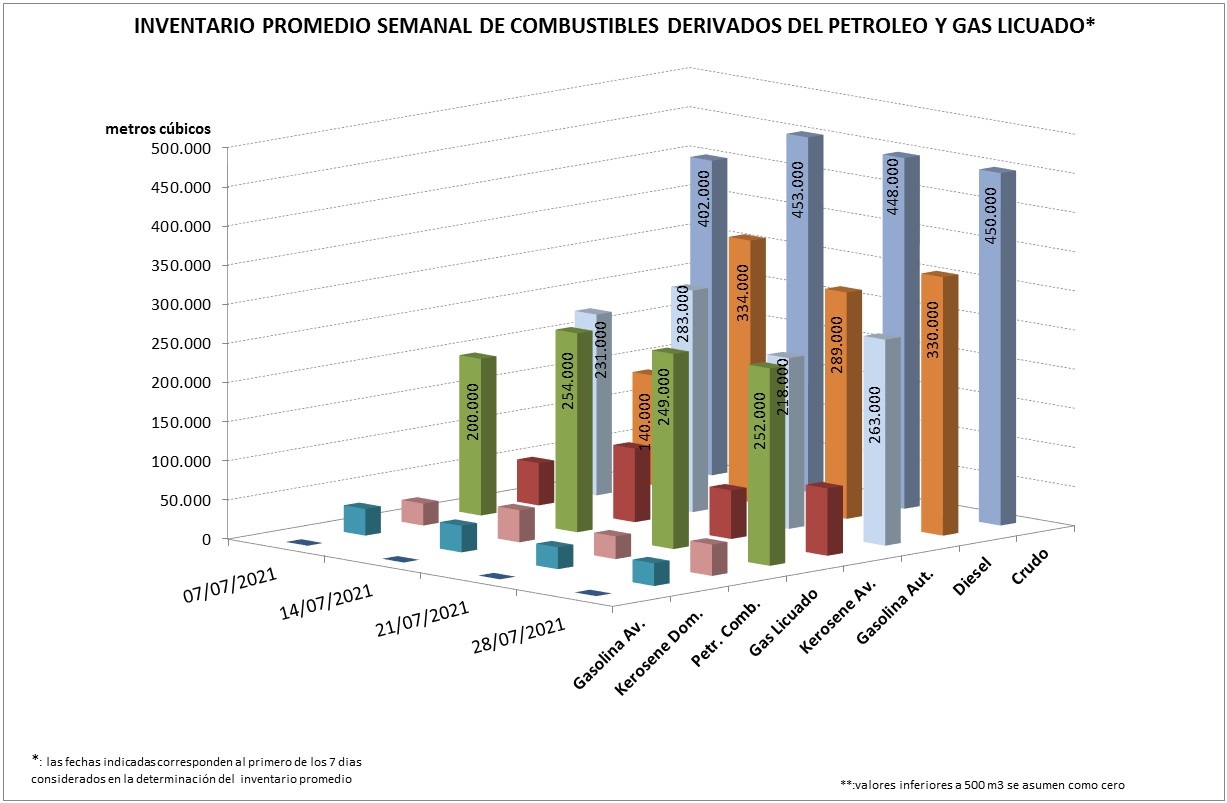 INVENTARIO PROMEDIO SEMANAL DE COMBUSTIBLES DERIVADOS DEL PETROLEO Y GAS LICUADO*
metros cúbicos
500.000
450.000
400.000
350.000
300.000
250.000
200.000
150.000
100.000
50.000
0
402.000
453.000
448.000
450.000
140.000
334.000
289.000
330.000
231.000
283.000
218.000
263.000
200.000
254.000
249.000
252.000
07/07/2021
14/07/2021
21/07/2021
28/07/2021
Gasolina Av.
Kerosene Dom.
Petr. Comb.
Gas Licuado
Kerosene Av.
Gasolina Aut.
Diesel
Crudo
*: las fechas indicadas corresponden al primero de los 7 dias
considerados en la determinación del inventario promedio
**:valores inferiores a 500 m3 se asumen como cero